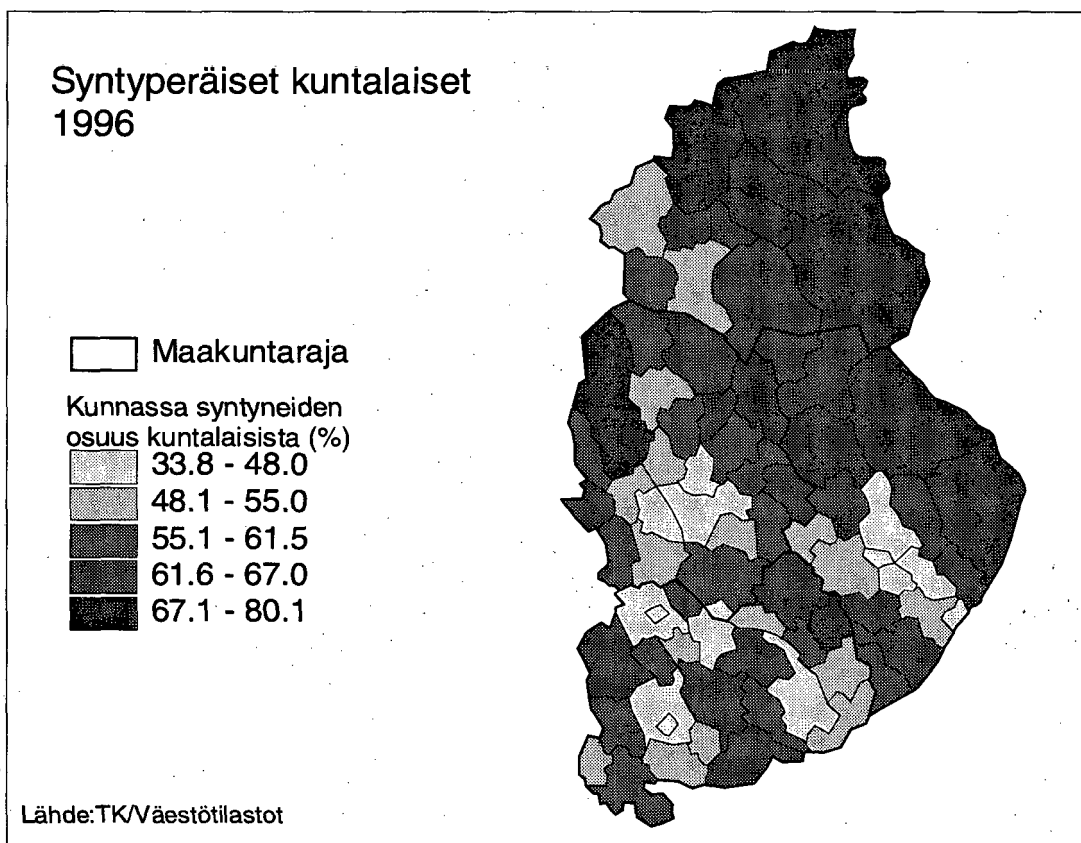 Syntyperäiset kuntalaiset
1996
Maakuntaraja
Kunnassa syntyneiden
osuus kuntalaisista (%)
33.8 - 48.0
48.1 - 55.0
55.1 - 61.5
61.6 - 67.0
67.1 - 80.1
Lähde:TK/Väestötilastot